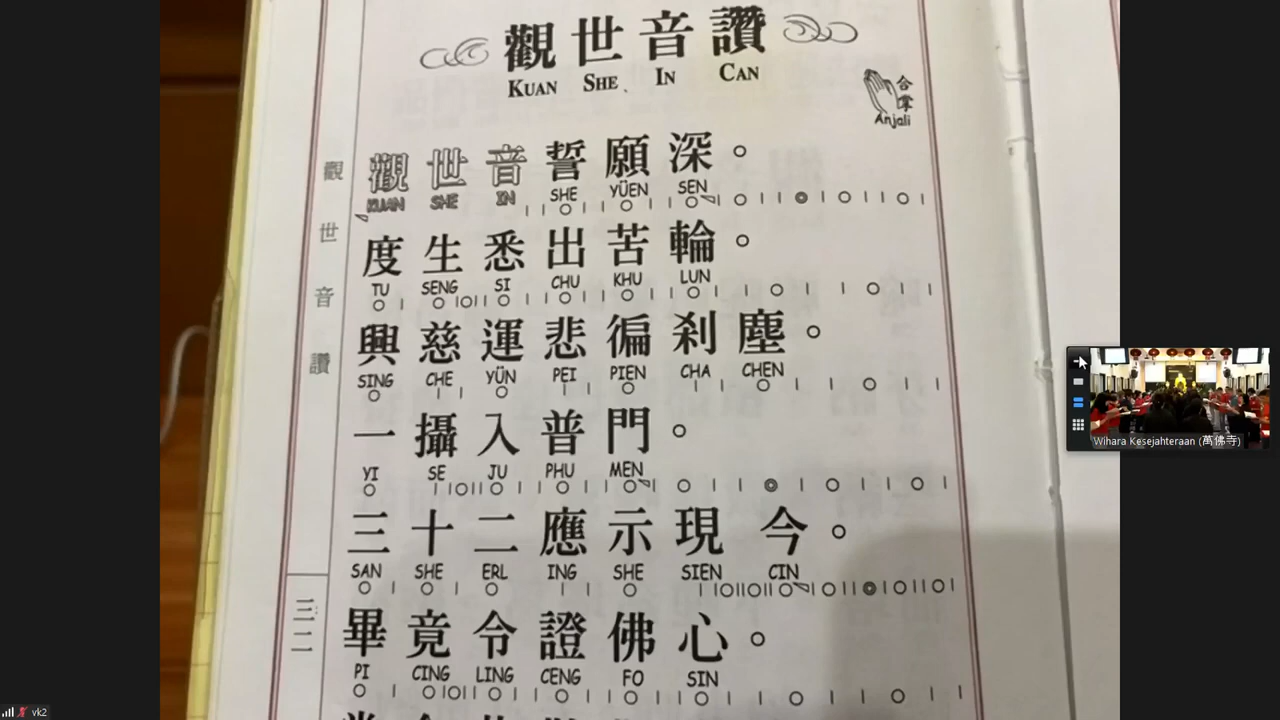 觀世音讚
KUAN SHE IN CAN
合掌
Anjali
觀世音誓願深。
KUAN SHE IN SHE YÜEN SEN
度生悉出苦輪。
TU SENG SI CHU KHU LUN
興慈運悲徧刹塵。
SING CHE YÜN PEI PIEN CHA CHEN
一攝入普門。
YI SE JU PHU MEN
三十二應示現今。
SAN SHE ERL ING SHE SIEN CIN
畢竟令證佛心。
PI CING LING CENG FO SIN
觀世音讚
三二
Wihara Kesejahteraan (萬佛寺)
vk2